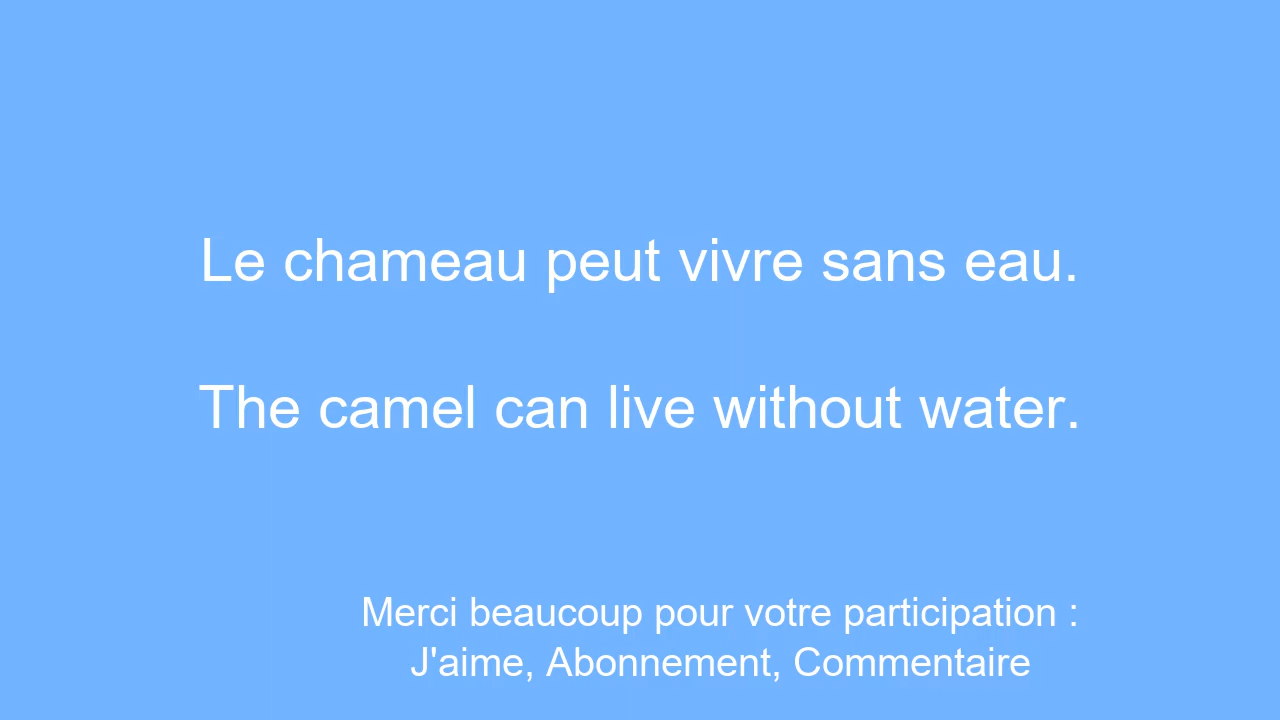 Le chameau peut vivre sans eau.
The camel can live without water.
Merci beaucoup pour votre participation :
J'aime, Abonnement, Commentaire